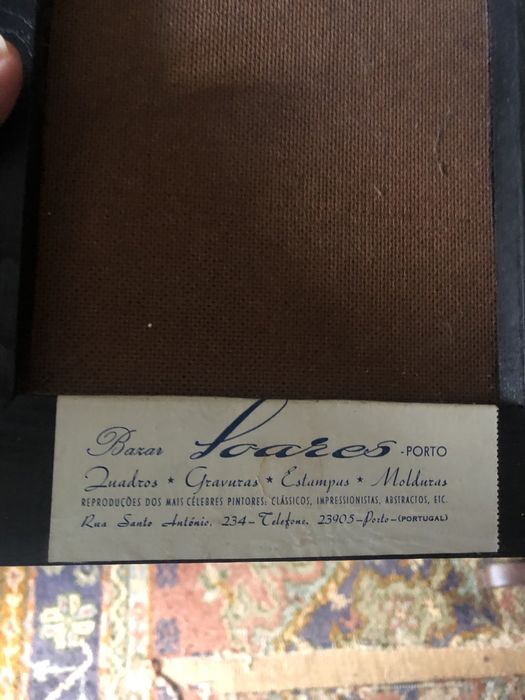 Bazar Soares - PORTO
Quadros ★ Gravuras ★ Estampas ★ Molduras
REPRODUÇÕES DOS MAIS CÉLEBRES PINTORES: CLÁSSICOS, IMPRESSIONISTAS, ABSTRACTOS, ETC.
Rua Santo António, 234 - Telefone, 23905 - Porto - (PORTUGAL)